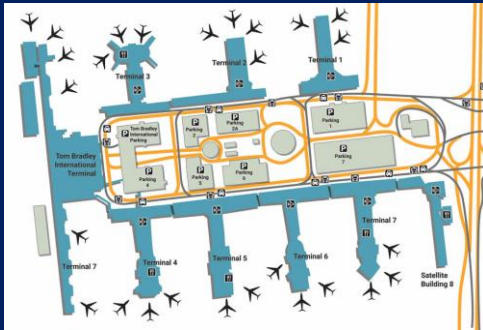 Terminal 3
Terminal 2
Terminal 1
Tom Bradley
International
Parking
P
P
Parking
2
P
Parking
2A
P
Parking
1
Tom Bradley
International
Terminal
P
Parking
4
P
Parking
5
P
Parking
6
P
Parking
7
Terminal 7
Terminal 4
Terminal 5
Terminal 6
Terminal 7
Satellite
Building 8